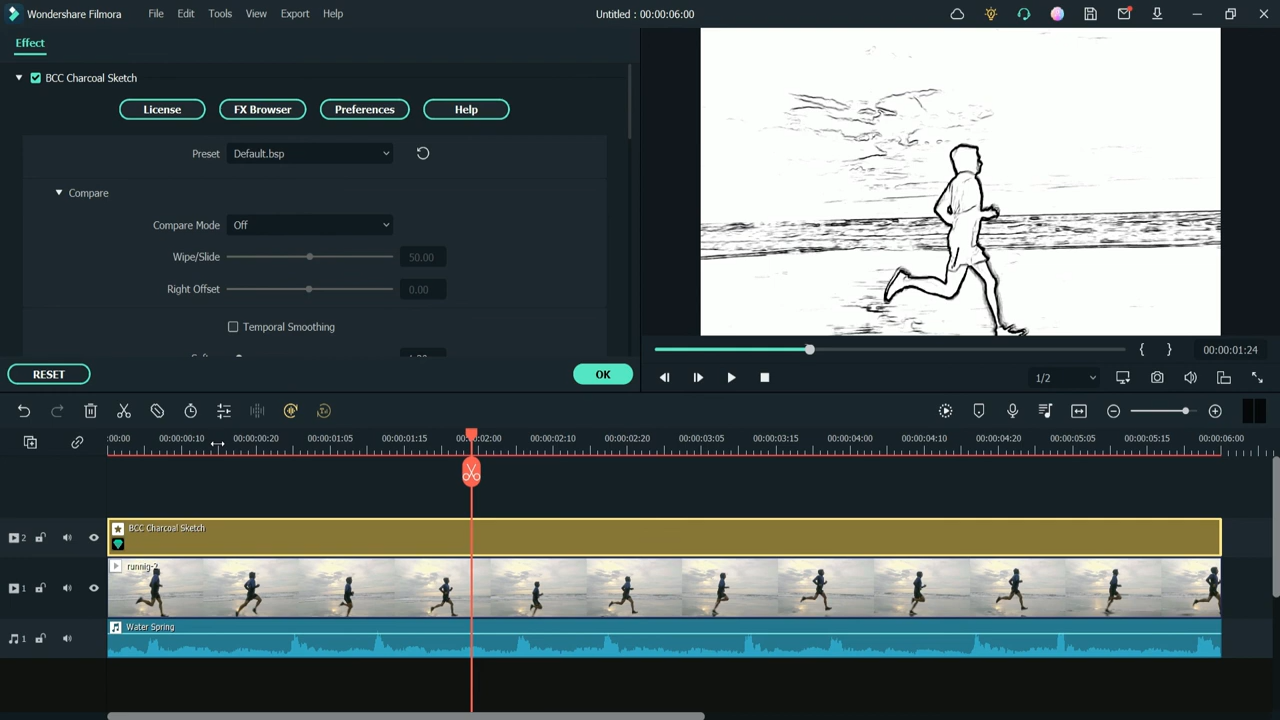 Wondershare Filmora File Edit Tools View Export Help Untitled : 00:00:06:00
Effect
BCC Charcoal Sketch
License FX Browser Preferences Help
Preset Default.bsp
Compare
Compare Mode Off
Wipe/Slide 50.00
Right Offset 0.00
Temporal Smoothing
RESET OK
{ } 00:00:01:24
1/2
:00:00 00:00:00:10 00:00:00:20 00:00:01:05 00:00:01:15 00:00:02:00 00:00:02:10 00:00:02:20 00:00:03:05 00:00:03:15 00:00:04:00 00:00:04:10 00:00:04:20 00:00:05:05 00:00:05:15 00:00:06:00
2 BCC Charcoal Sketch
1 runnig-2
1 Water Spring